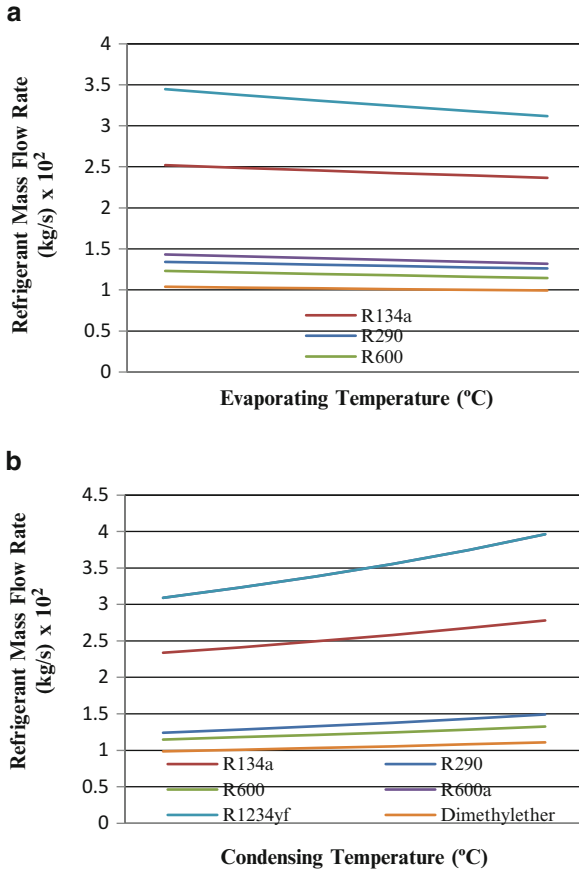 a
Refrigerant Mass Flow Rate
(kg/s) x 10²
4
3.5
3
2.5
2
1.5
1
0.5
0
R134a
R290
R600
Evaporating Temperature (ºC)
b
Refrigerant Mass Flow Rate
(kg/s) x 10²
4.5
4
3.5
3
2.5
2
1.5
1
0.5
0
R134a R290
R600 R600a
R1234yf Dimethylether
Condensing Temperature (ºC)